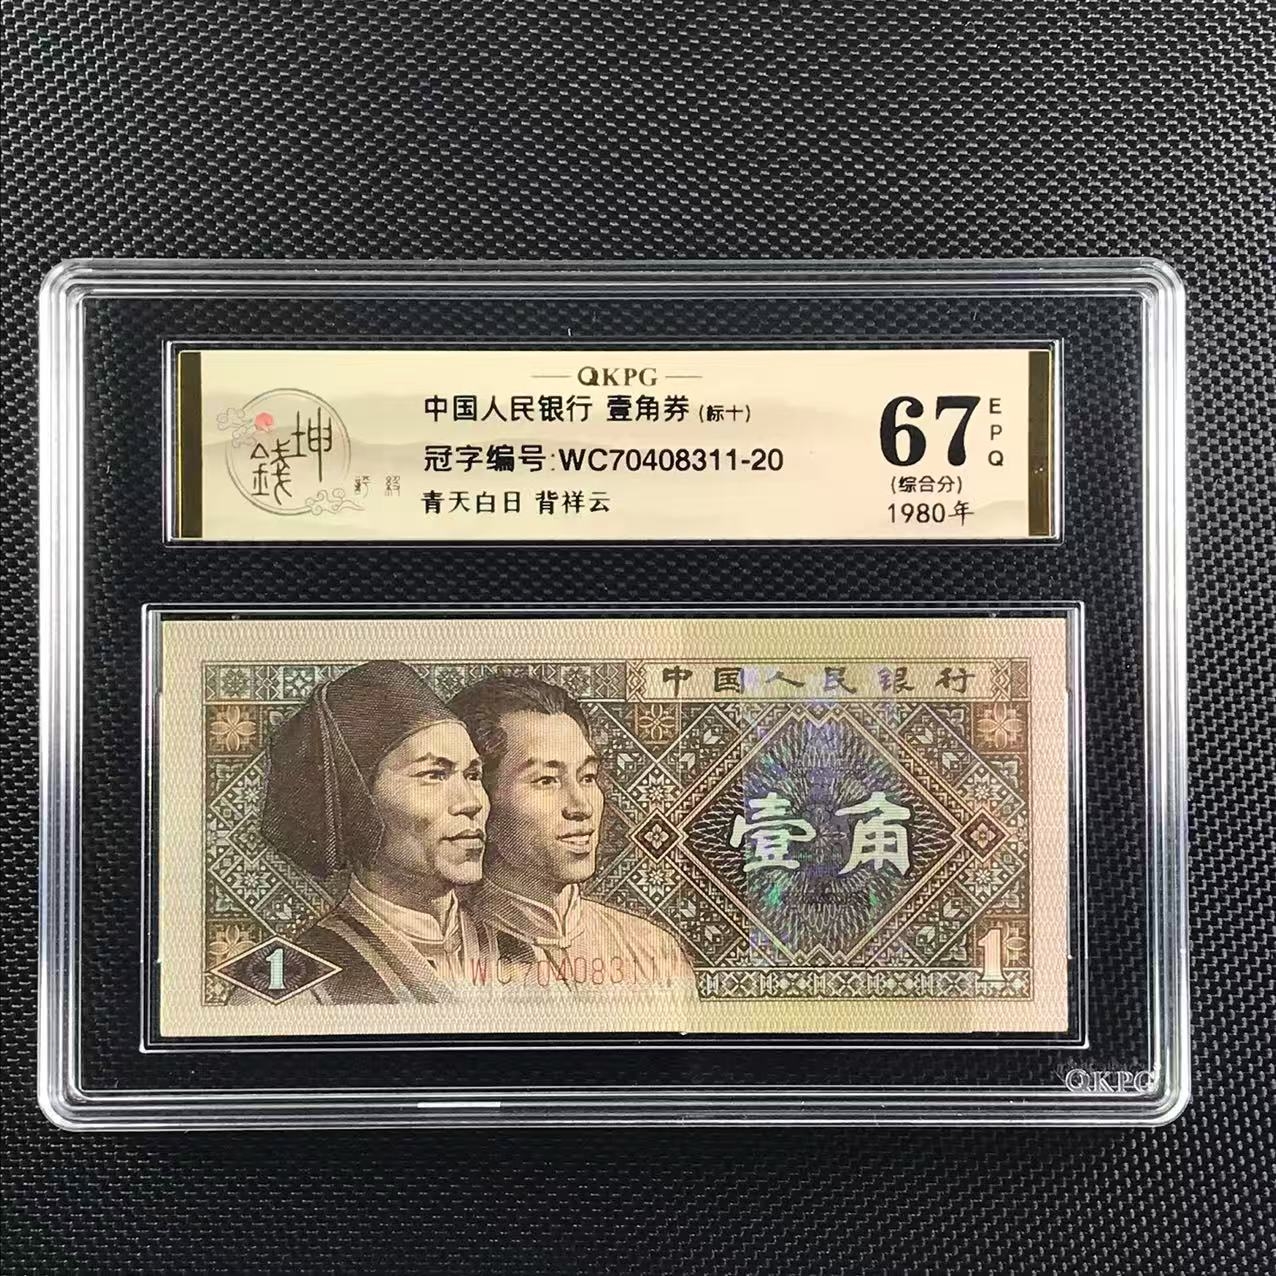 QKPG
中国人民银行 壹角券 (标十)
冠字编号:WC70408311-20
青天白日 背祥云
坤
錢
67
EPQ
(综合分)
1980年
中国人民银行
壹角
1
WC70408311
1
QKPG